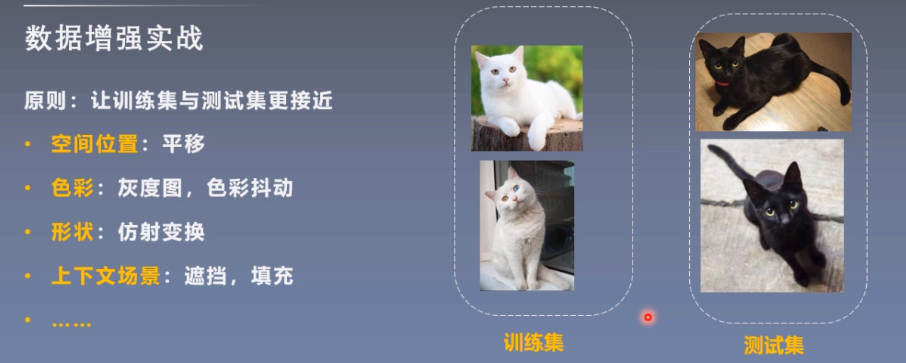 数据增强实战
原则：让训练集与测试集更接近
• 空间位置：平移
• 色彩：灰度图，色彩抖动
• 形状：仿射变换
• 上下文场景：遮挡，填充
• ……
训练集
测试集